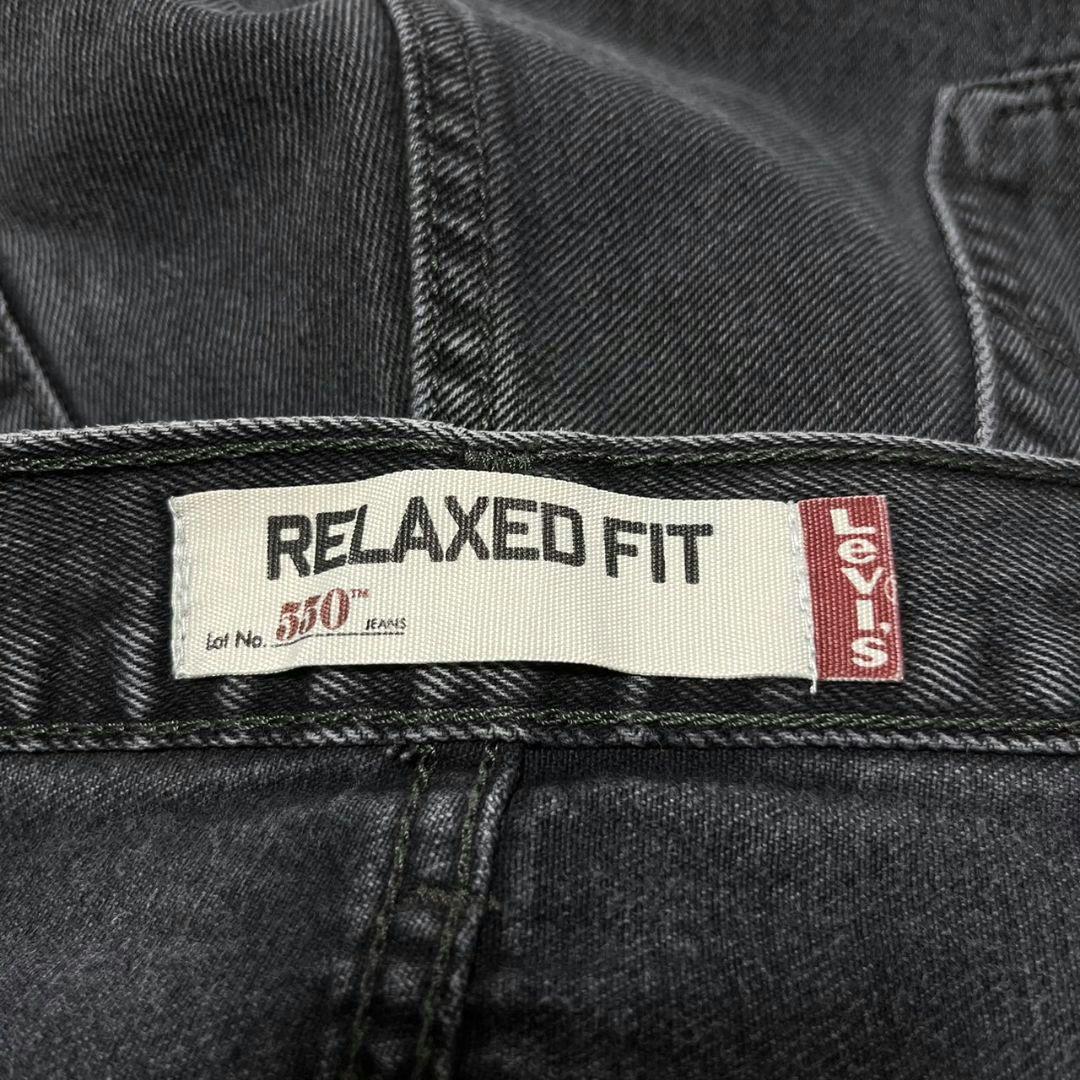 RELAXED FIT
Lot No. 550™ JEANS
Levi's